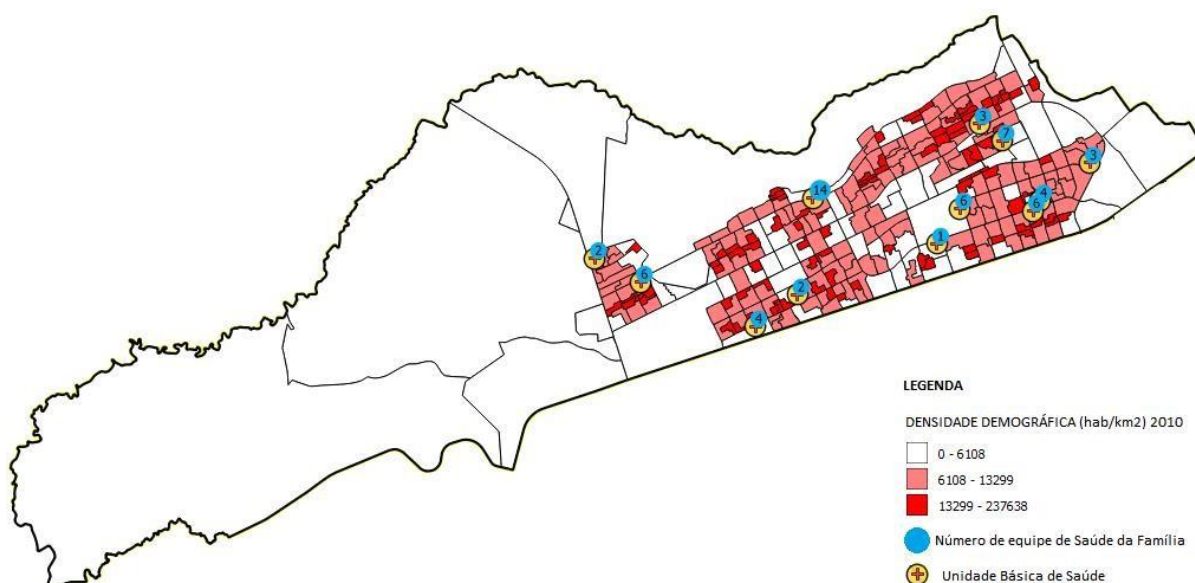 3
7
3
14
4
6
6
1
2
6
2
4
LEGENDA
DENSIDADE DEMOGRÁFICA (hab/km2) 2010
0 - 6108
6108 - 13299
13299 - 237638
Número de equipe de Saúde da Família
Unidade Básica de Saúde